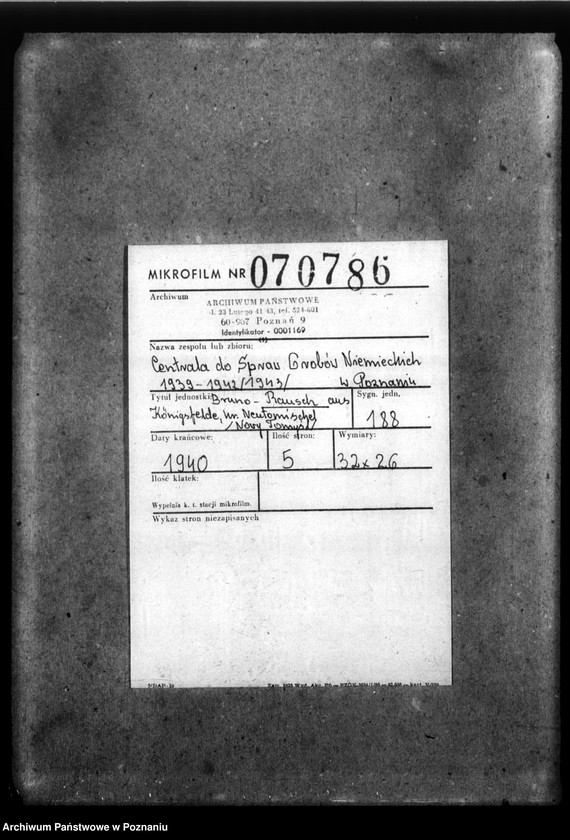 MIKROFILM NR 070786
Archiwum
ARCHIWUM PAŃSTWOWE
23 Lutego 41 43, tel. 524-601
60-967 Poznań 9
Identyfikator - 0001169
Nazwa zespołu lub zbioru:
Centrala do Spraw Grobów Niemieckich
1939-1942/1943/ w Poznaniu
Tytuł jednostki: Bruno - Rausch aus
Königsfelde, kr. Neutomischel
/Nowy Tomyśl/
Sygn. jedn.
188
Daty krańcowe:
1940
Ilość stron:
5
Wymiary:
32x26
Ilość klatek:
Wypełnia k. t. stacji mikrofilm.
Wykaz stron niezapisanych
Archiwum Państwowe w Poznaniu